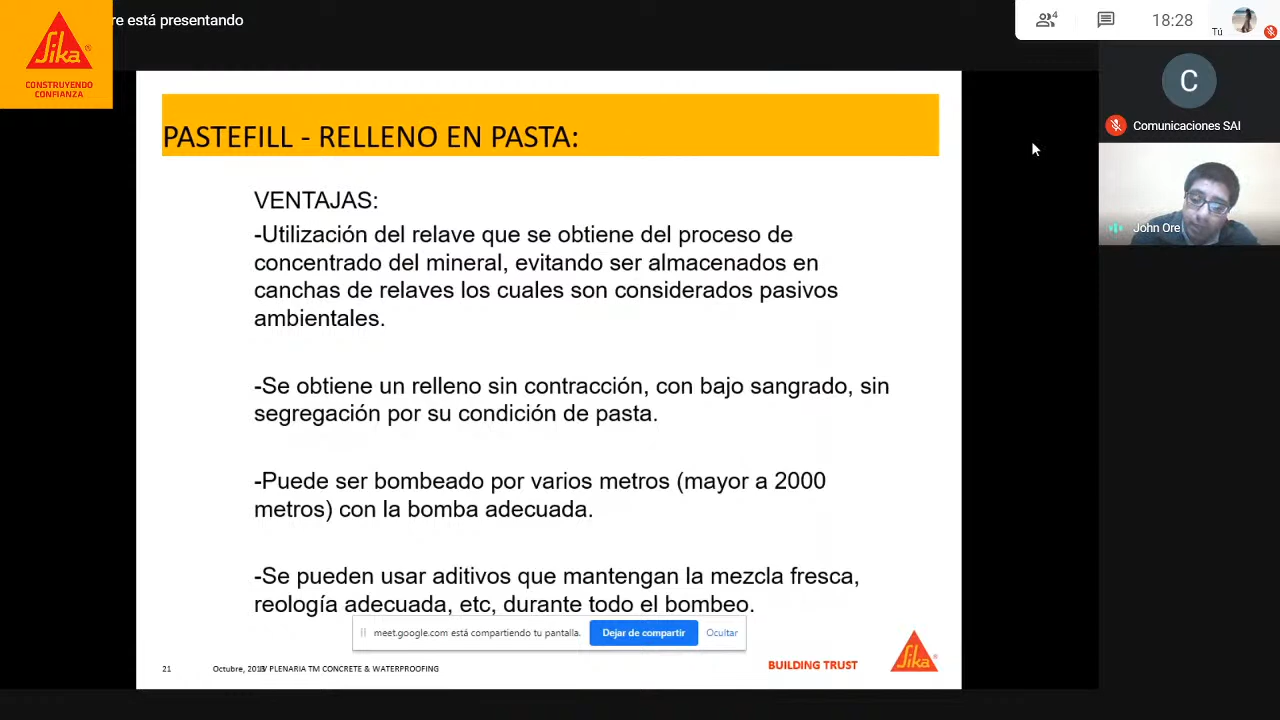 re está presentando
4
18:28
Tú
Sika
®
CONSTRUYENDO
CONFIANZA
C
Comunicaciones SAI
John Ore
PASTEFILL - RELLENO EN PASTA:
VENTAJAS:
-Utilización del relave que se obtiene del proceso de
concentrado del mineral, evitando ser almacenados en
canchas de relaves los cuales son considerados pasivos
ambientales.
-Se obtiene un relleno sin contracción, con bajo sangrado, sin
segregación por su condición de pasta.
-Puede ser bombeado por varios metros (mayor a 2000
metros) con la bomba adecuada.
-Se pueden usar aditivos que mantengan la mezcla fresca,
reología adecuada, etc, durante todo el bombeo.
meet.google.com está compartiendo tu pantalla.
Dejar de compartir
Ocultar
21
Octubre, PLENARIA TM CONCRETE & WATERPROOFING
BUILDING TRUST
Sika